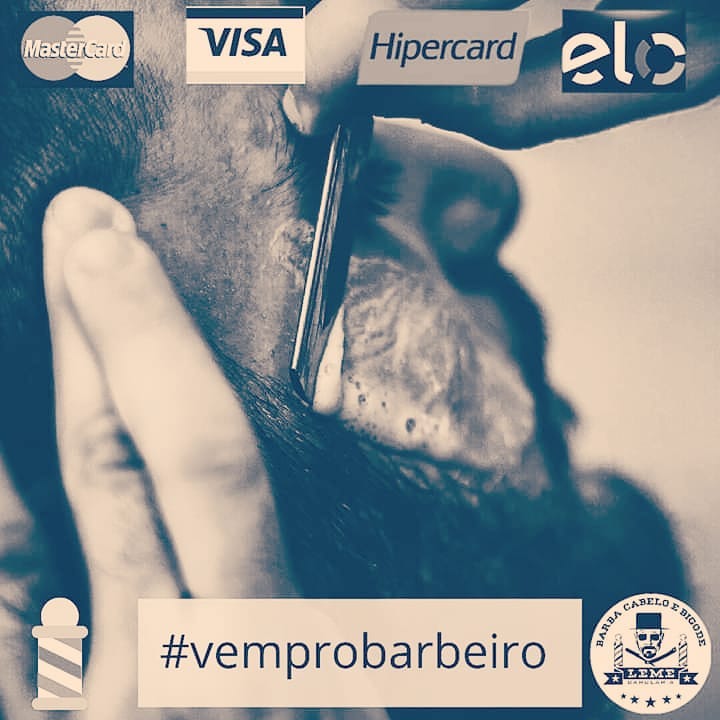 MasterCard
VISA
Hipercard
elo
#vemprobarbeiro
BARBA CABELO E BIGODE
LEME